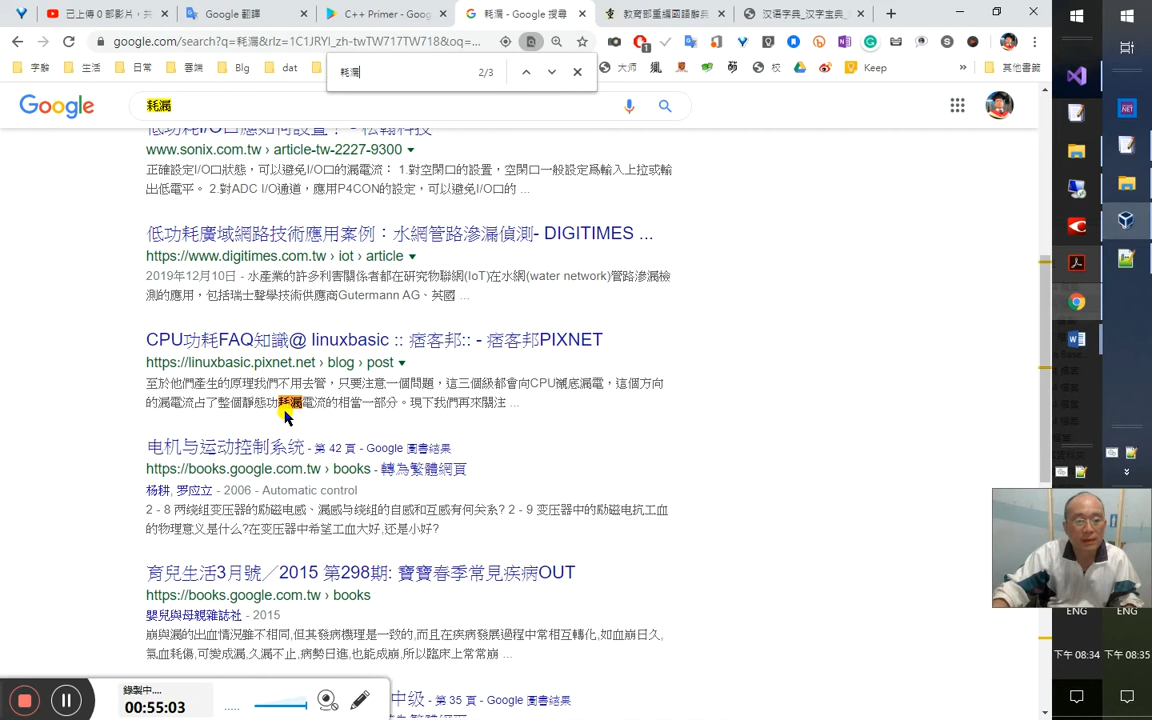 已上傳 0 部影片，共
Google 翻譯
C++ Primer - Goog
耗漏 - Google 搜尋
教育部重編國語辭典
汉语字典_汉字宝典_
google.com/search?q=耗漏&rlz=1C1JRYI_zh-twTW717TW718&oq=...
字辭
生活
日常
雲端
Blg
dat
耗漏
2/3
大师
校
Keep
»
其他書籤
Google
耗漏
低功耗I/O口應如何設置？ - 松翰科技
www.sonix.com.tw › article-tw-2227-9300
正確設定I/O口狀態，可以避免I/O口的漏電流： 1.對空閑口的設置，空閑口一般設定爲輸入上拉或輸
出低電平。 2.對ADC I/O通道，應用P4CON的設定，可以避免I/O口的 ...
低功耗廣域網路技術應用案例：水網管路滲漏偵測- DIGITIMES ...
https://www.digitimes.com.tw › iot › article
2019年12月10日 - 水產業的許多利害關係者都在研究物聯網(IoT)在水網(water network)管路滲漏檢
測的應用，包括瑞士聲學技術供應商Gutermann AG、英國 ...
CPU功耗FAQ知識@ linuxbasic :: 痞客邦:: - 痞客邦PIXNET
https://linuxbasic.pixnet.net › blog › post
至於他們產生的原理我們不用去管，只要注意一個問題，這三個級都會向CPU襯底漏電，這個方向
的漏電流占了整個靜態功耗漏電流的相當一部分。現下我們再來關注 ...
电机与运动控制系统 - 第 42 頁 - Google 圖書結果
https://books.google.com.tw › books - 轉為繁體網頁
杨耕, 罗应立 - 2006 - Automatic control
2 - 8 两绕组变压器的励磁电感、漏感与绕组的自感和互感有何关系? 2 - 9 变压器中的励磁电抗工血
的物理意义是什么?在变压器中希望工血大好,还是小好?
育兒生活3月號／2015 第298期: 寶寶春季常見疾病OUT
https://books.google.com.tw › books
嬰兒與母親雜誌社 - 2015
崩與漏的出血情況雖不相同,但其發病機理是一致的,而且在疾病發展過程中常相互轉化,如血崩日久,
氣血耗傷,可變成漏,久漏不止,病勢日進,也能成崩,所以臨床上常常崩 ...
中级 - 第 35 頁 - Google 圖書結果
錄製中....
00:55:03
ENG
ENG
下午 08:34
下午 08:35